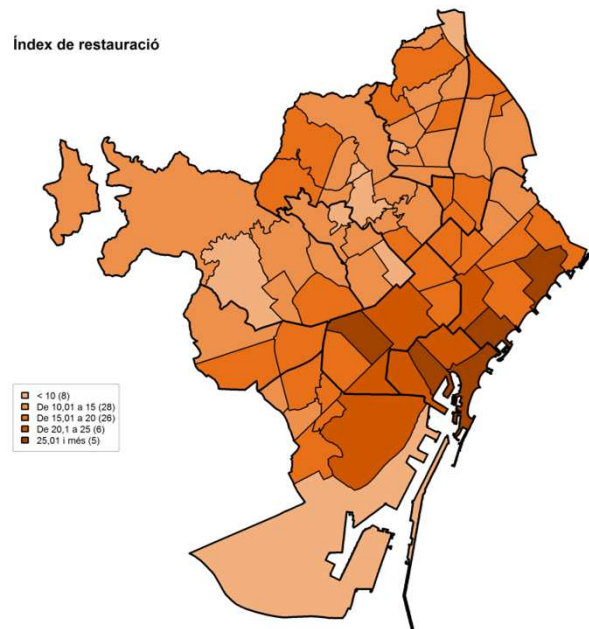 Índex de restauració
< 10 (8)
De 10,01 a 15 (28)
De 15,01 a 20 (26)
De 20,1 a 25 (6)
25,01 i més (5)